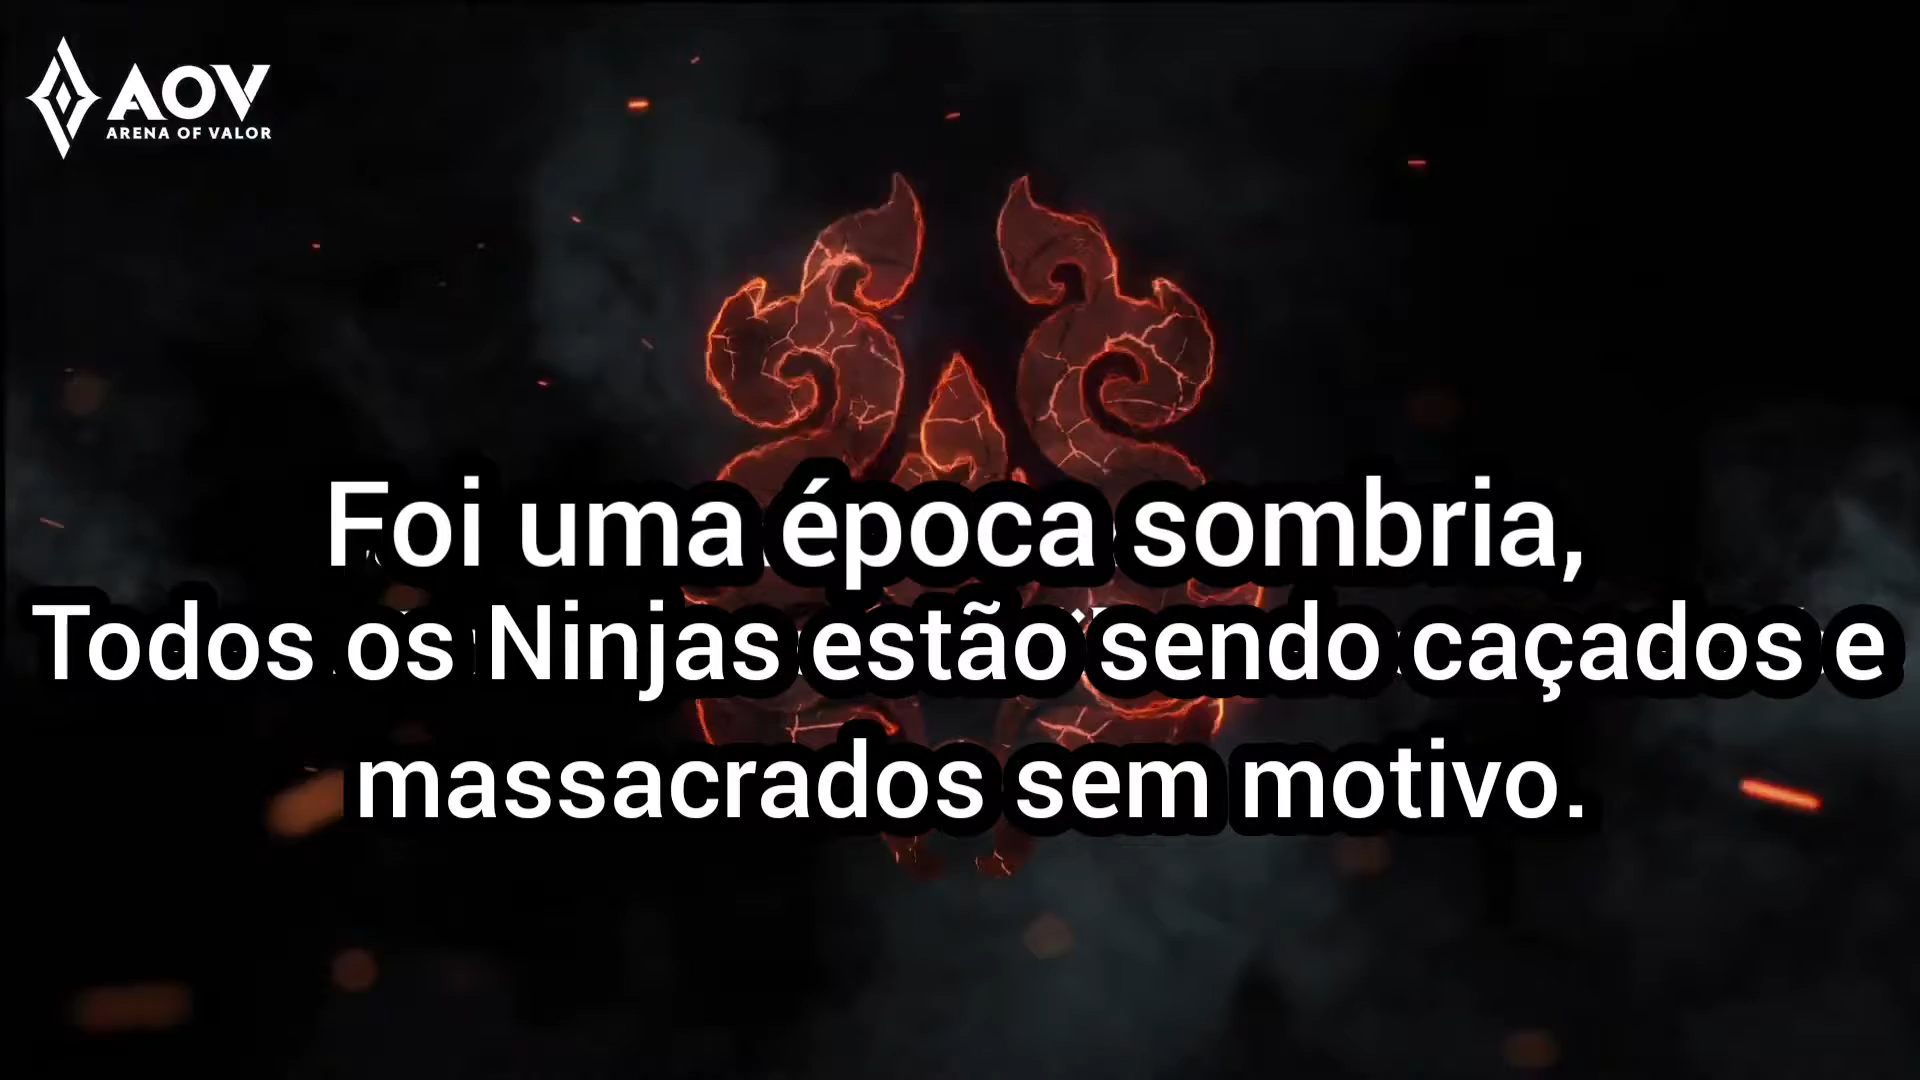 AOV
ARENA OF VALOR
Foi uma época sombria,
Todos os Ninjas estão sendo caçados e
massacrados sem motivo.